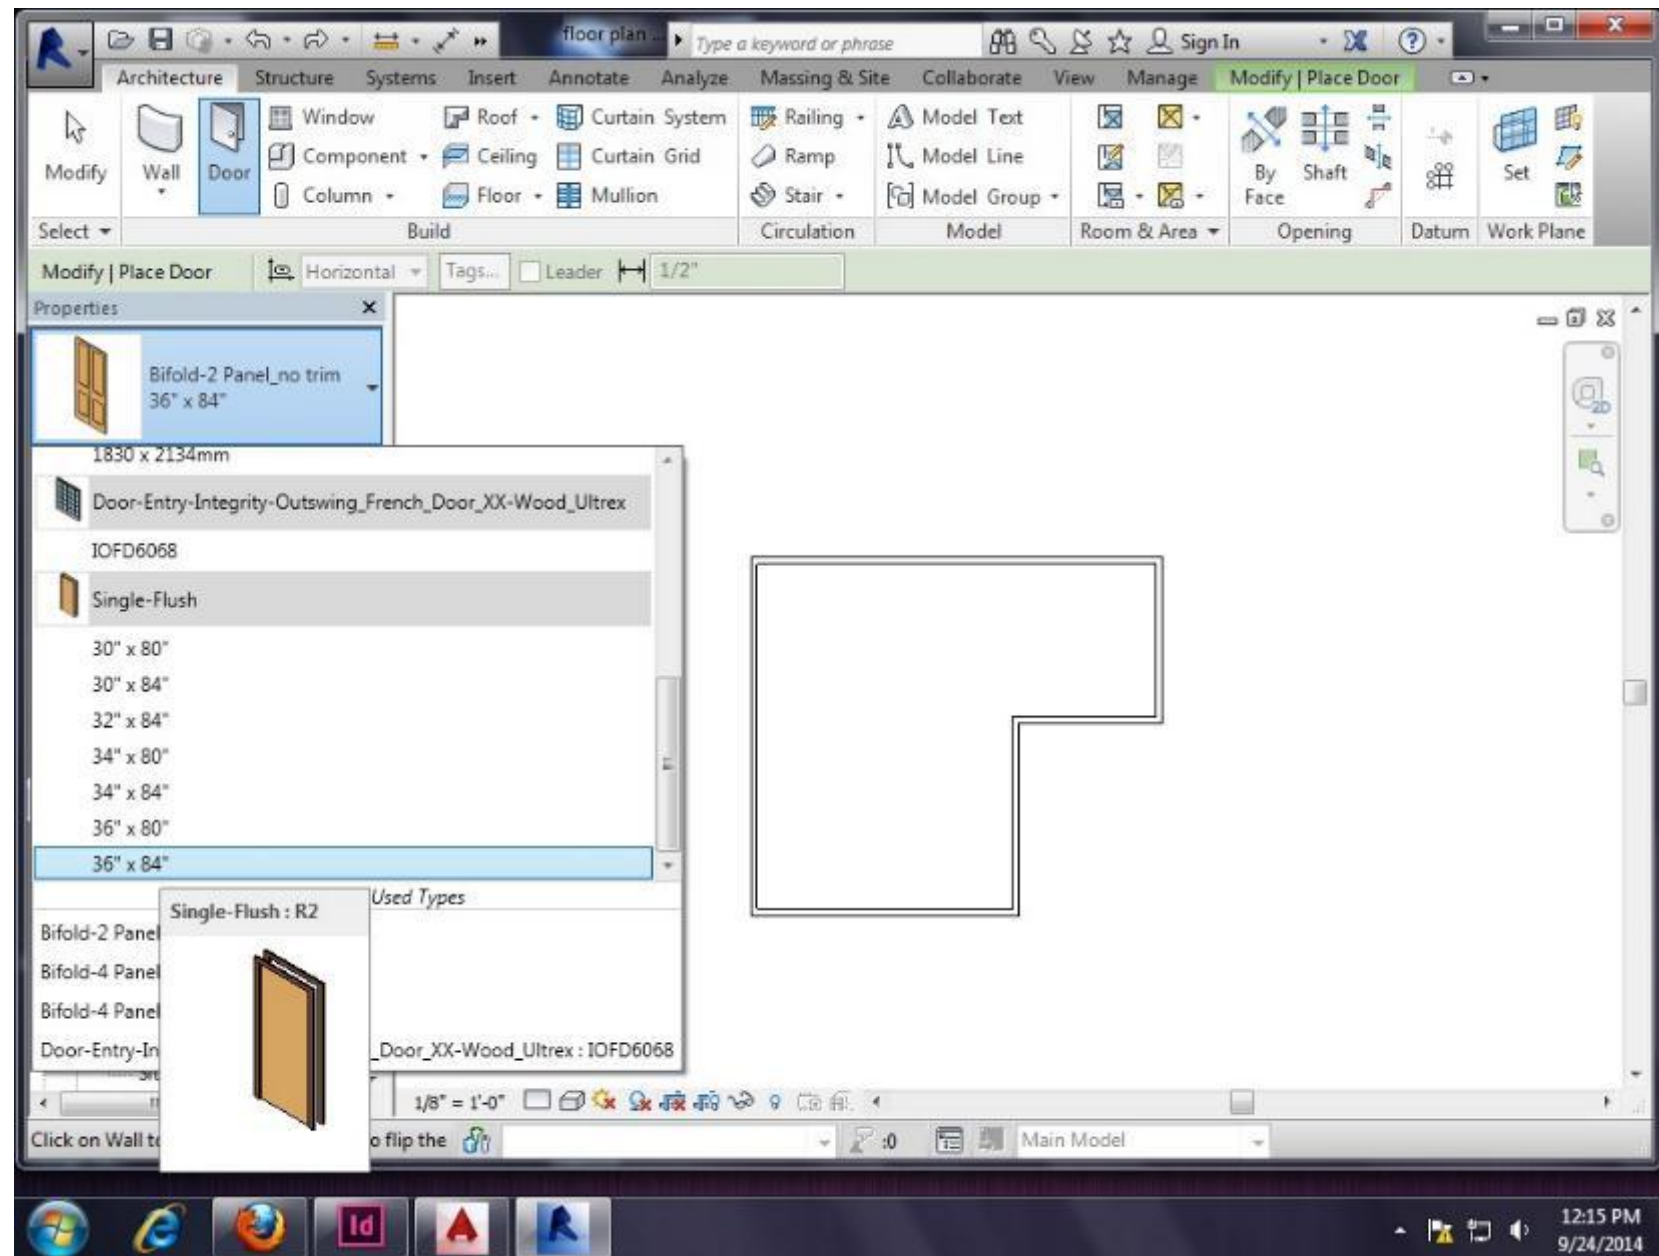 floor plan ... Type a keyword or phrase Sign In
Architecture Structure Systems Insert Annotate Analyze Massing & Site Collaborate View Manage Modify | Place Door
Modify Wall Door
Window
Component
Column
Roof
Ceiling
Floor
Curtain System
Curtain Grid
Mullion
Railing
Ramp
Stair
Model Text
Model Line
Model Group
By
Face
Shaft
Set
Select Build Circulation Model Room & Area Opening Datum Work Plane
Modify | Place Door Horizontal Tags... Leader 1/2"
Properties
Bifold-2 Panel_no trim
36" x 84"
2D
1830 x 2134mm
Door-Entry-Integrity-Outswing_French_Door_XX-Wood_Ultrex
IOFD6068
Single-Flush
30" x 80"
30" x 84"
32" x 84"
34" x 80"
34" x 84"
36" x 80"
36" x 84"
Used Types
Single-Flush : R2
Bifold-2 Panel
Bifold-4 Panel
Bifold-4 Panel
Door-Entry-In _Door_XX-Wood_Ultrex : IOFD6068
1/8" = 1'-0"
Click on Wall to o flip the :0 Main Model
Id
12:15 PM
9/24/2014